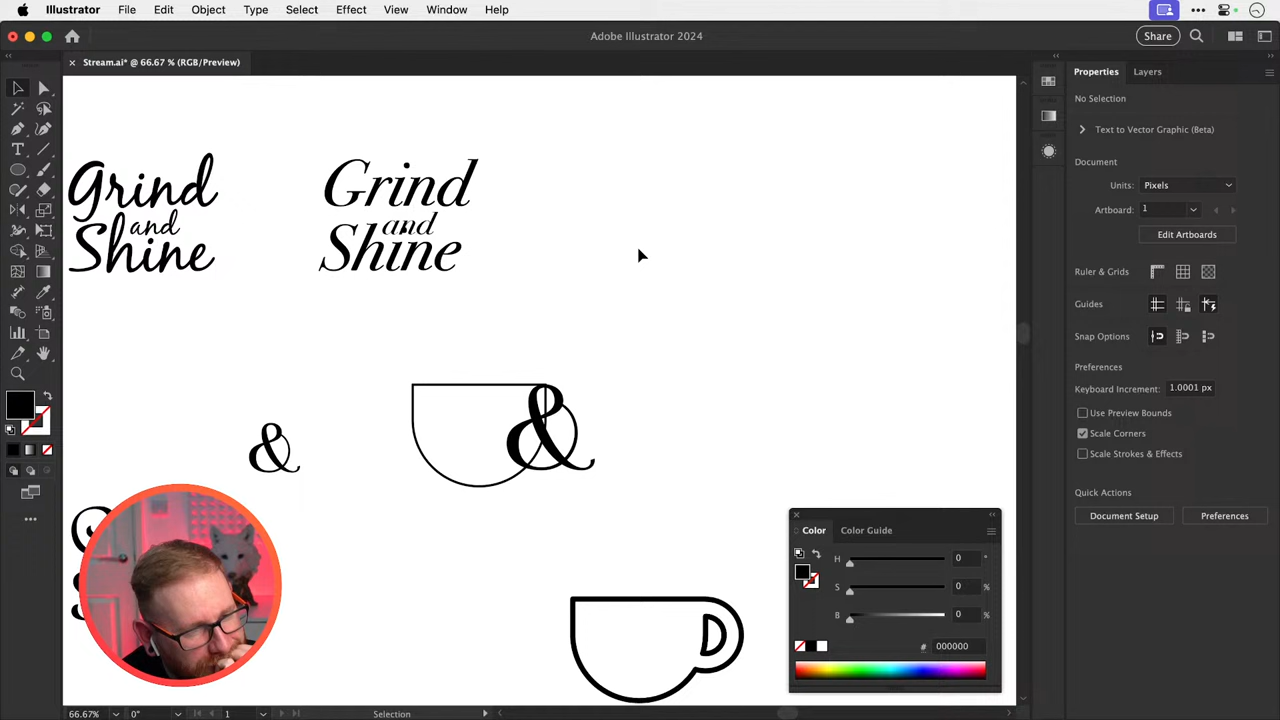 Illustrator File Edit Object Type Select Effect View Window Help
Adobe Illustrator 2024
Share
Stream.ai* @ 66.67 % (RGB/Preview)
Properties Layers
No Selection
Text to Vector Graphic (Beta)
Document
Units: Pixels
Artboard: 1
Edit Artboards
Ruler & Grids
Guides
Snap Options
Preferences
Keyboard Increment: 1.0001 px
Use Preview Bounds
Scale Corners
Scale Strokes & Effects
Quick Actions
Document Setup Preferences
Grind
and
Shine
Grind
and
Shine
&
&
Color Color Guide
H 0 °
S 0 %
B 0 %
# 000000
66.67% 0° 1 Selection